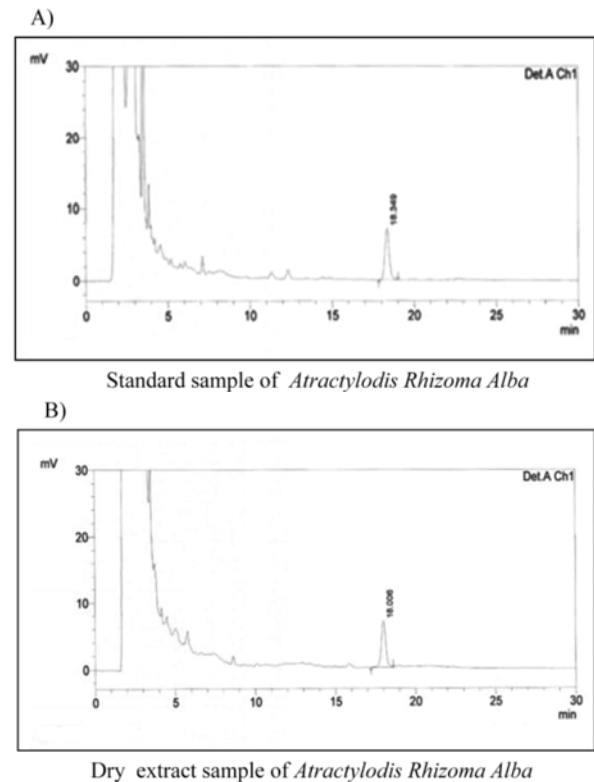 A)
mV
Det.A Ch1
30
20
10
0
18.349
0 5 10 15 20 25 30
min
Standard sample of Atractylodis Rhizoma Alba
B)
mV
Det.A Ch1
30
20
10
0
18.006
0 5 10 15 20 25 30
min
Dry extract sample of Atractylodis Rhizoma Alba